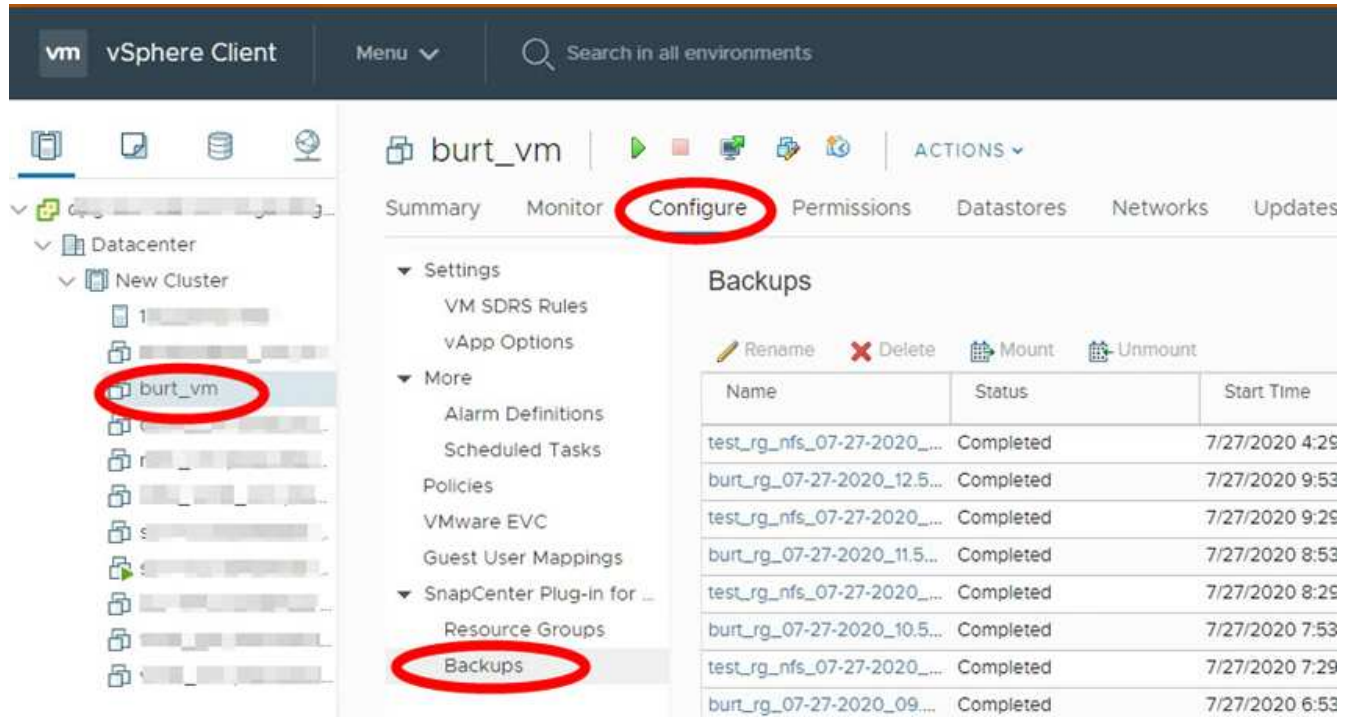 vm vSphere Client Menu Search in all environments
burt_vm ACTIONS
Summary Monitor Configure Permissions Datastores Networks Updates
Datacenter
New Cluster
burt_vm
Settings
VM SDRS Rules
vApp Options
More
Alarm Definitions
Scheduled Tasks
Policies
VMware EVC
Guest User Mappings
SnapCenter Plug-in for ...
Resource Groups
Backups
Backups
Rename Delete Mount Unmount
Name Status Start Time
test_rg_nfs_07-27-2020_... Completed 7/27/2020 4:29
burt_rg_07-27-2020_12.5... Completed 7/27/2020 9:53
test_rg_nfs_07-27-2020_... Completed 7/27/2020 9:29
burt_rg_07-27-2020_11.5... Completed 7/27/2020 8:53
test_rg_nfs_07-27-2020_... Completed 7/27/2020 8:29
burt_rg_07-27-2020_10.5... Completed 7/27/2020 7:53
test_rg_nfs_07-27-2020_... Completed 7/27/2020 7:29
burt_rg_07-27-2020_09.... Completed 7/27/2020 6:53